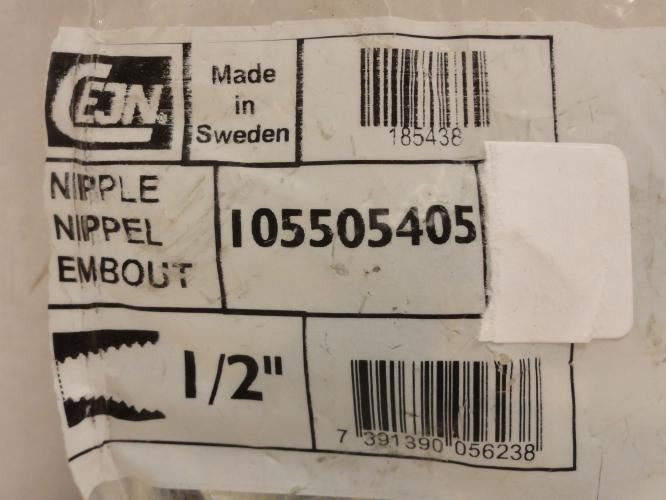 CEJN
Made
in
Sweden
185438
NIPPLE
NIPPEL
EMBOUT
105505405
1/2"
7 391390 056238